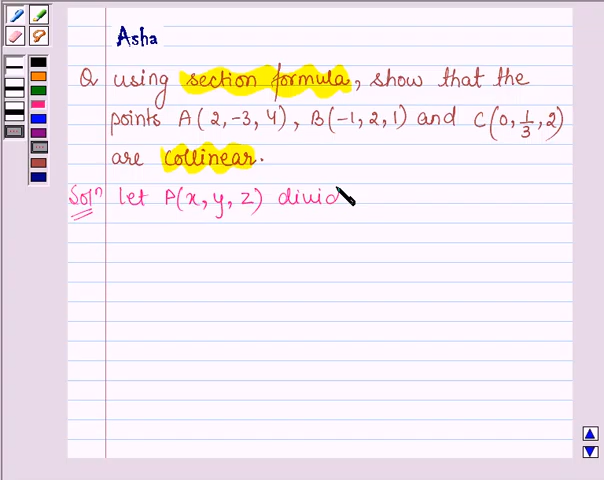 Asha
Q using section formula, show that the
points A(2,-3,4), B(-1,2,1) and C(0,1/3,2)
are collinear.
Solⁿ let P(x,y,z) divid